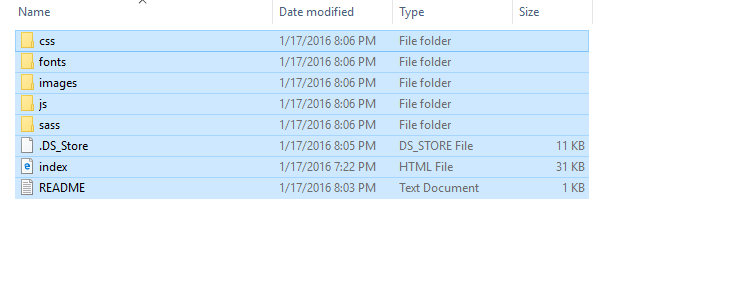 Name Date modified Type Size
css 1/17/2016 8:06 PM File folder
fonts 1/17/2016 8:06 PM File folder
images 1/17/2016 8:06 PM File folder
js 1/17/2016 8:06 PM File folder
sass 1/17/2016 8:06 PM File folder
.DS_Store 1/17/2016 8:05 PM DS_STORE File 11 KB
index 1/17/2016 7:22 PM HTML File 31 KB
README 1/17/2016 8:03 PM Text Document 1 KB